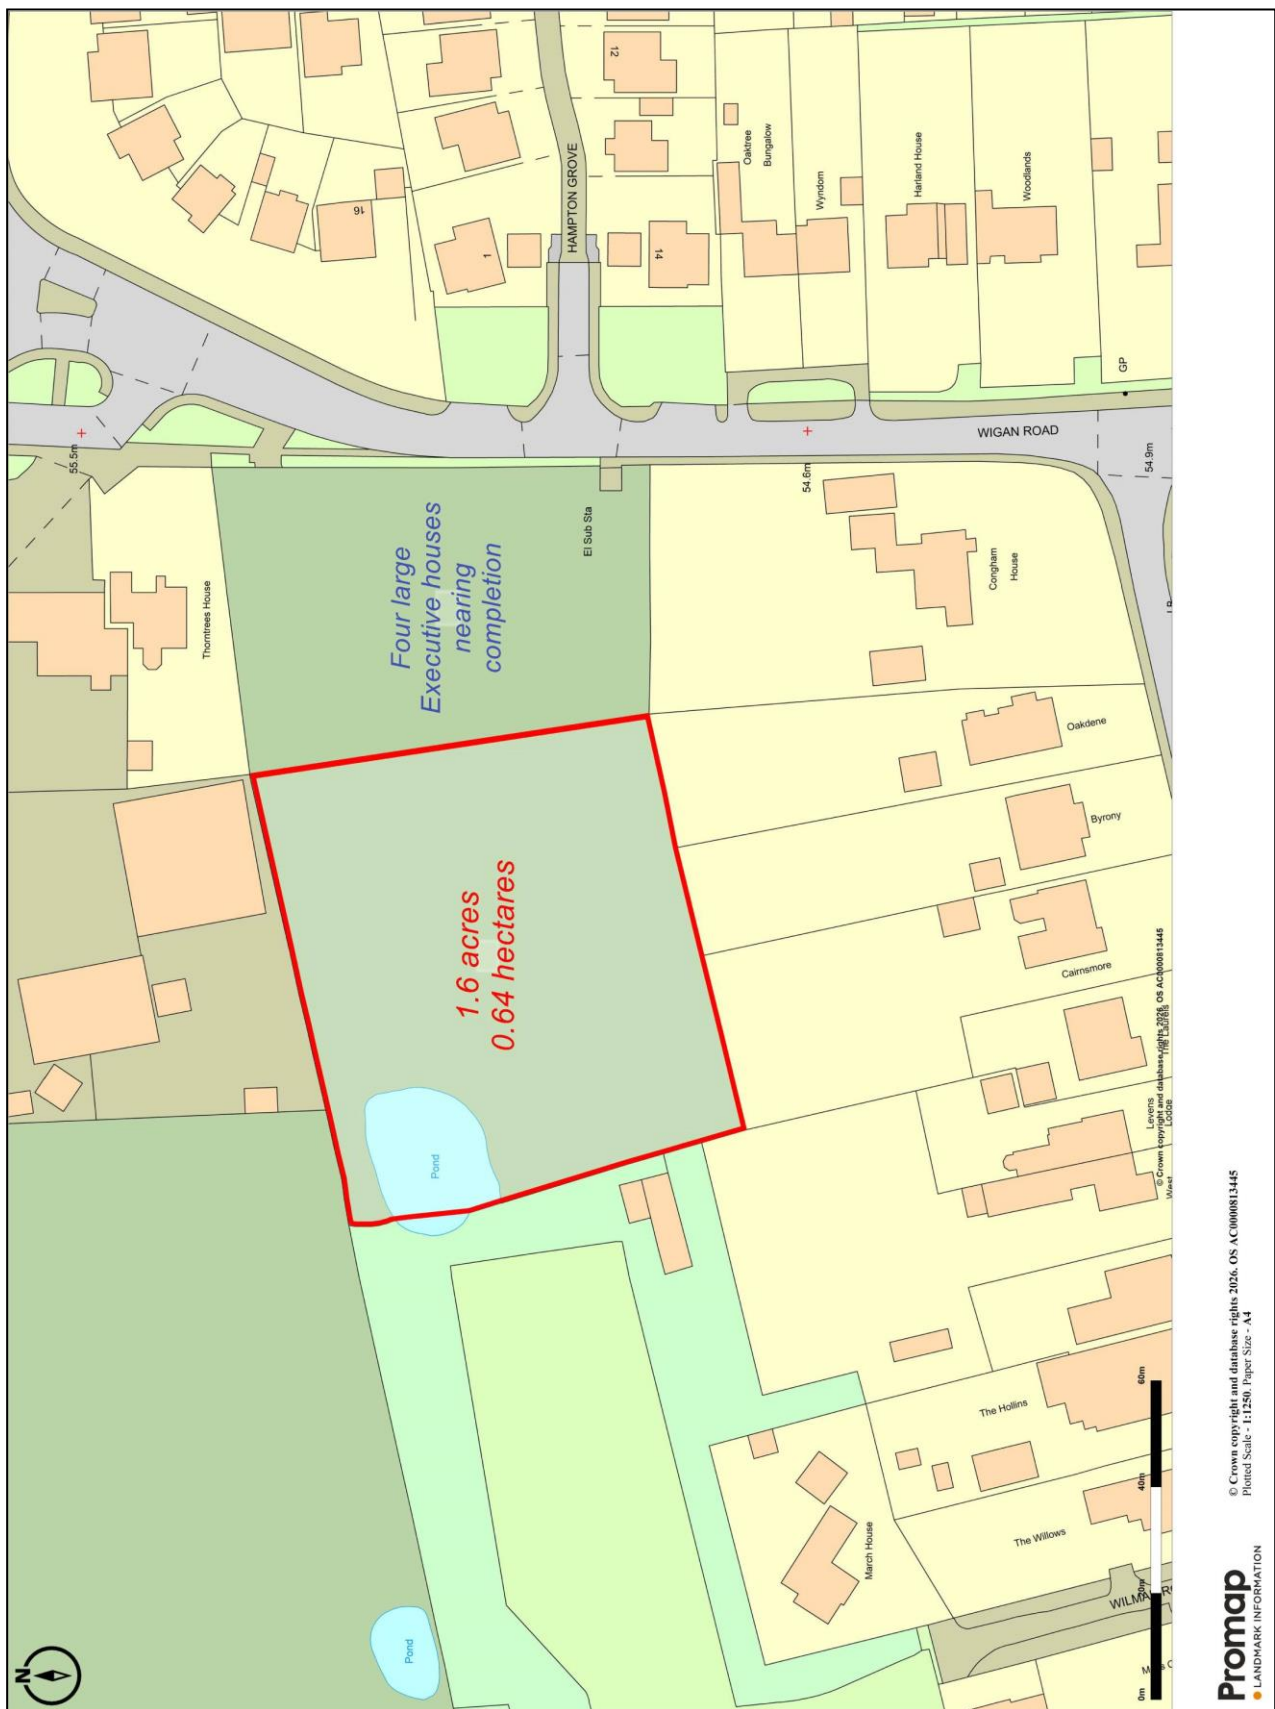 12
HAMPTON GROVE
16
1
14
Oaktree
Bungalow
Wyndom
Harland House
Woodlands
GP
WIGAN ROAD
55.5m
54.6m
54.9m
Thorntrees House
Four large
Executive houses
nearing
completion
El Sub Sta
Congham
House
LB
Oakdene
Byrony
Cairnsmore
1.6 acres
0.64 hectares
Pond
The Laurels
© Crown copyright and database rights 2026. OS AC0000813445
Levens
Lodge
West
The Hollins
The Willows
March House
Pond
N
0m
20m
40m
60m
Promap
LANDMARK INFORMATION
© Crown copyright and database rights 2026. OS AC0000813445
Plotted Scale - 1:1250. Paper Size - A4